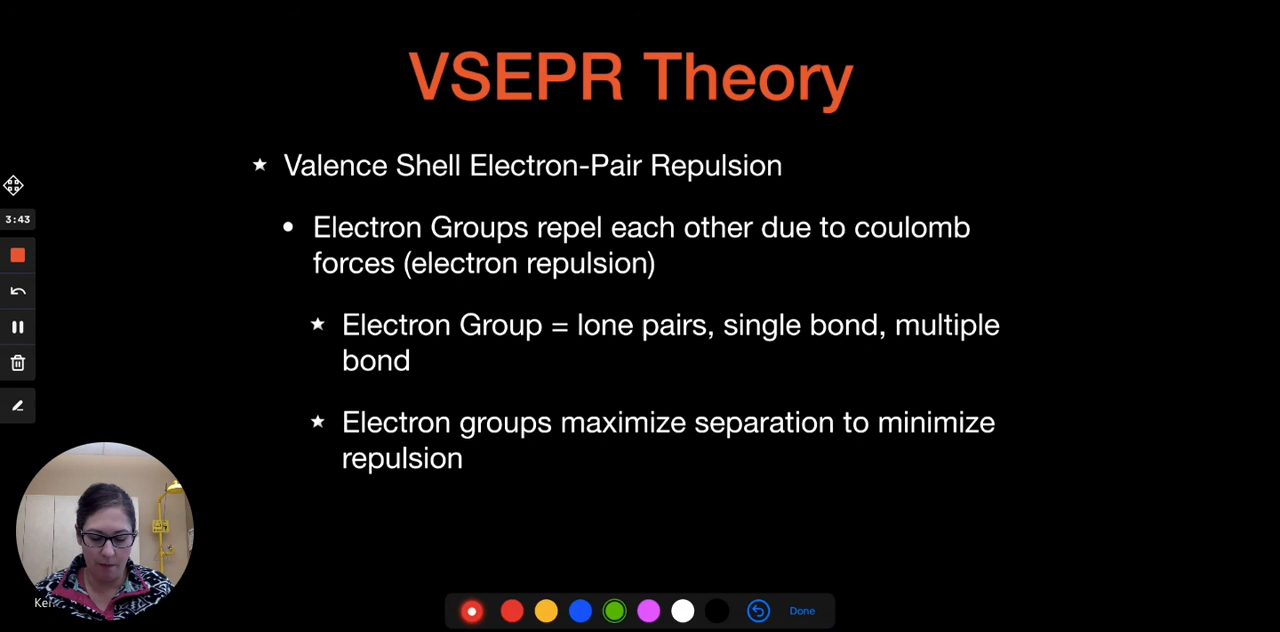 VSEPR Theory
Valence Shell Electron-Pair Repulsion
Electron Groups repel each other due to coulomb
forces (electron repulsion)
Electron Group = lone pairs, single bond, multiple
bond
Electron groups maximize separation to minimize
repulsion
3:43
Done